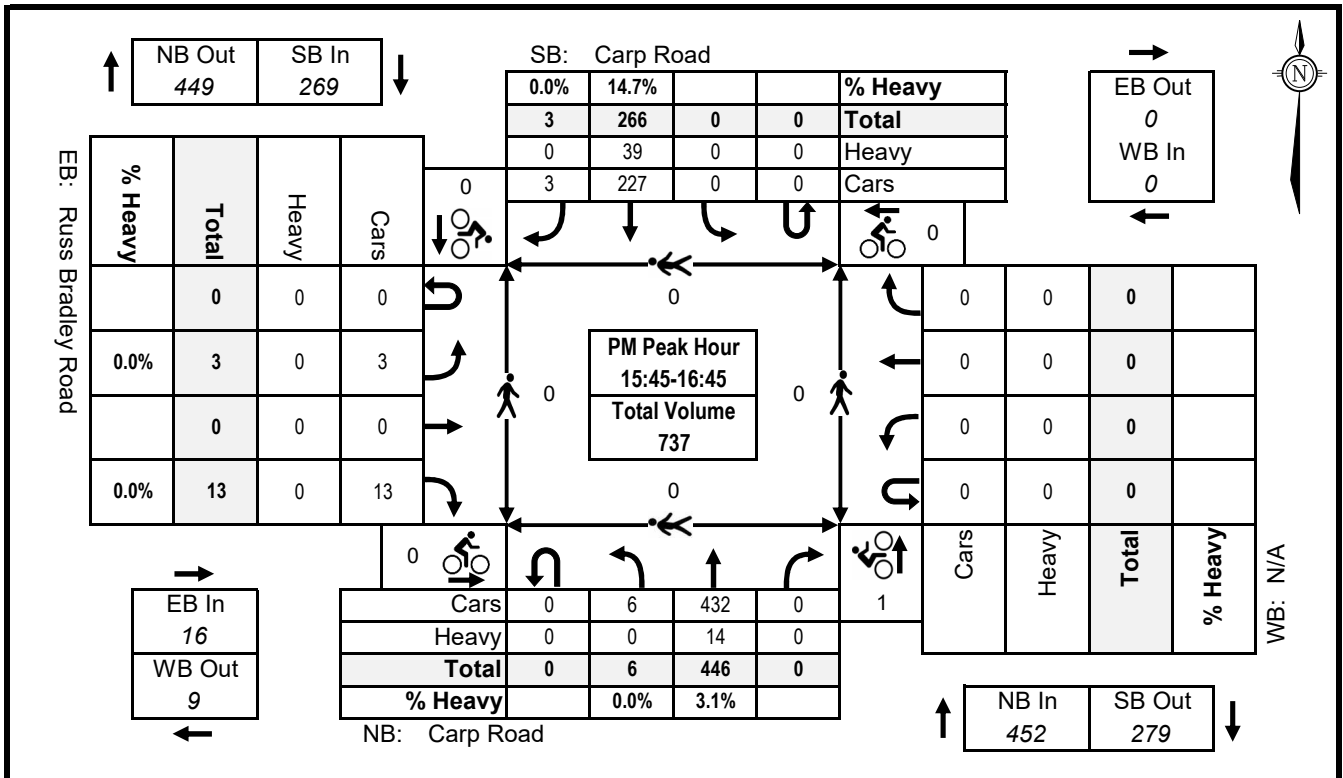 NB Out SB In
449 269
SB: Carp Road
0.0% 14.7% % Heavy
3 266 0 0 Total
0 39 0 0 Heavy
3 227 0 0 Cars
EB Out
0
WB In
0
N
EB: Russ Bradley Road
% Heavy Total Heavy Cars
0
0
0 0 0
0.0% 3 0 3
0 0 0
0.0% 13 0 13
0
0
PM Peak Hour
15:45-16:45
Total Volume
737
0
0
0 0 0
0 0 0
0 0 0
0 0 0
Cars Heavy Total % Heavy
WB: N/A
0
1
EB In
16
WB Out
9
Cars 0 6 432 0
Heavy 0 0 14 0
Total 0 6 446 0
% Heavy 0.0% 3.1%
NB: Carp Road
NB In SB Out
452 279